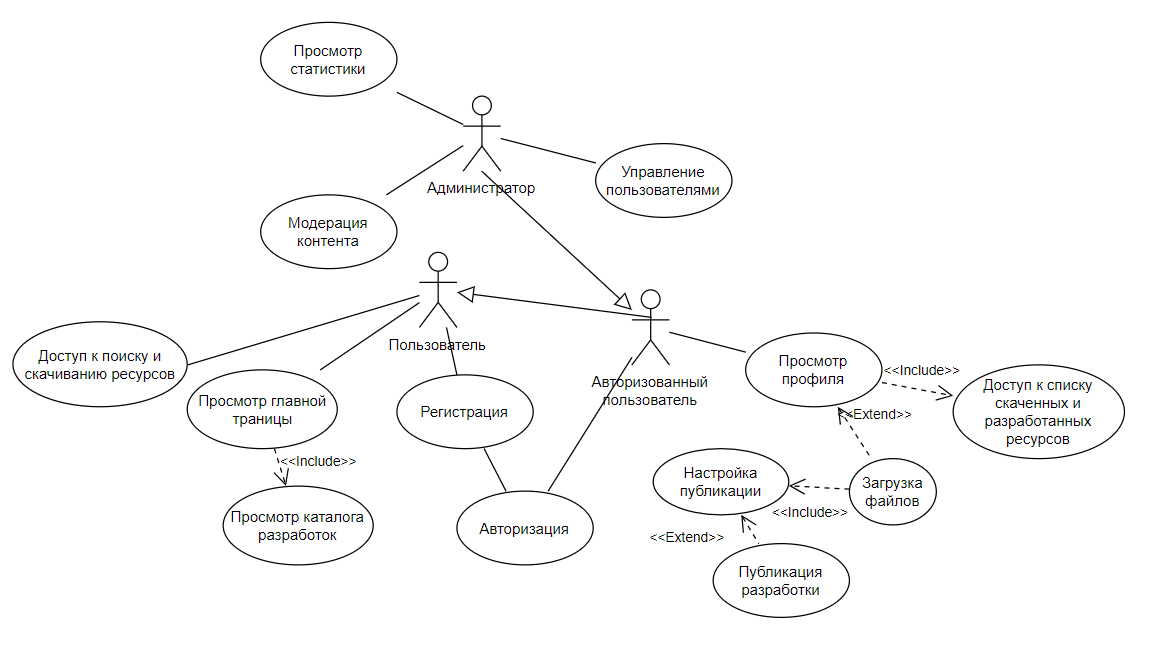 Просмотр
статистики
Управление
пользователями
Администратор
Модерация
контента
Пользователь
Доступ к поиску и
скачиванию ресурсов
Просмотр главной
траницы
<<Include>>
Просмотр каталога
разработок
Регистрация
Авторизация
Авторизованный
пользователь
Просмотр
профиля
<<Include>>
Доступ к списку
скаченных и
разработанных
ресурсов
<<Extend>>
Загрузка
файлов
Настройка
публикации
<<Include>>
<<Extend>>
Публикация
разработки